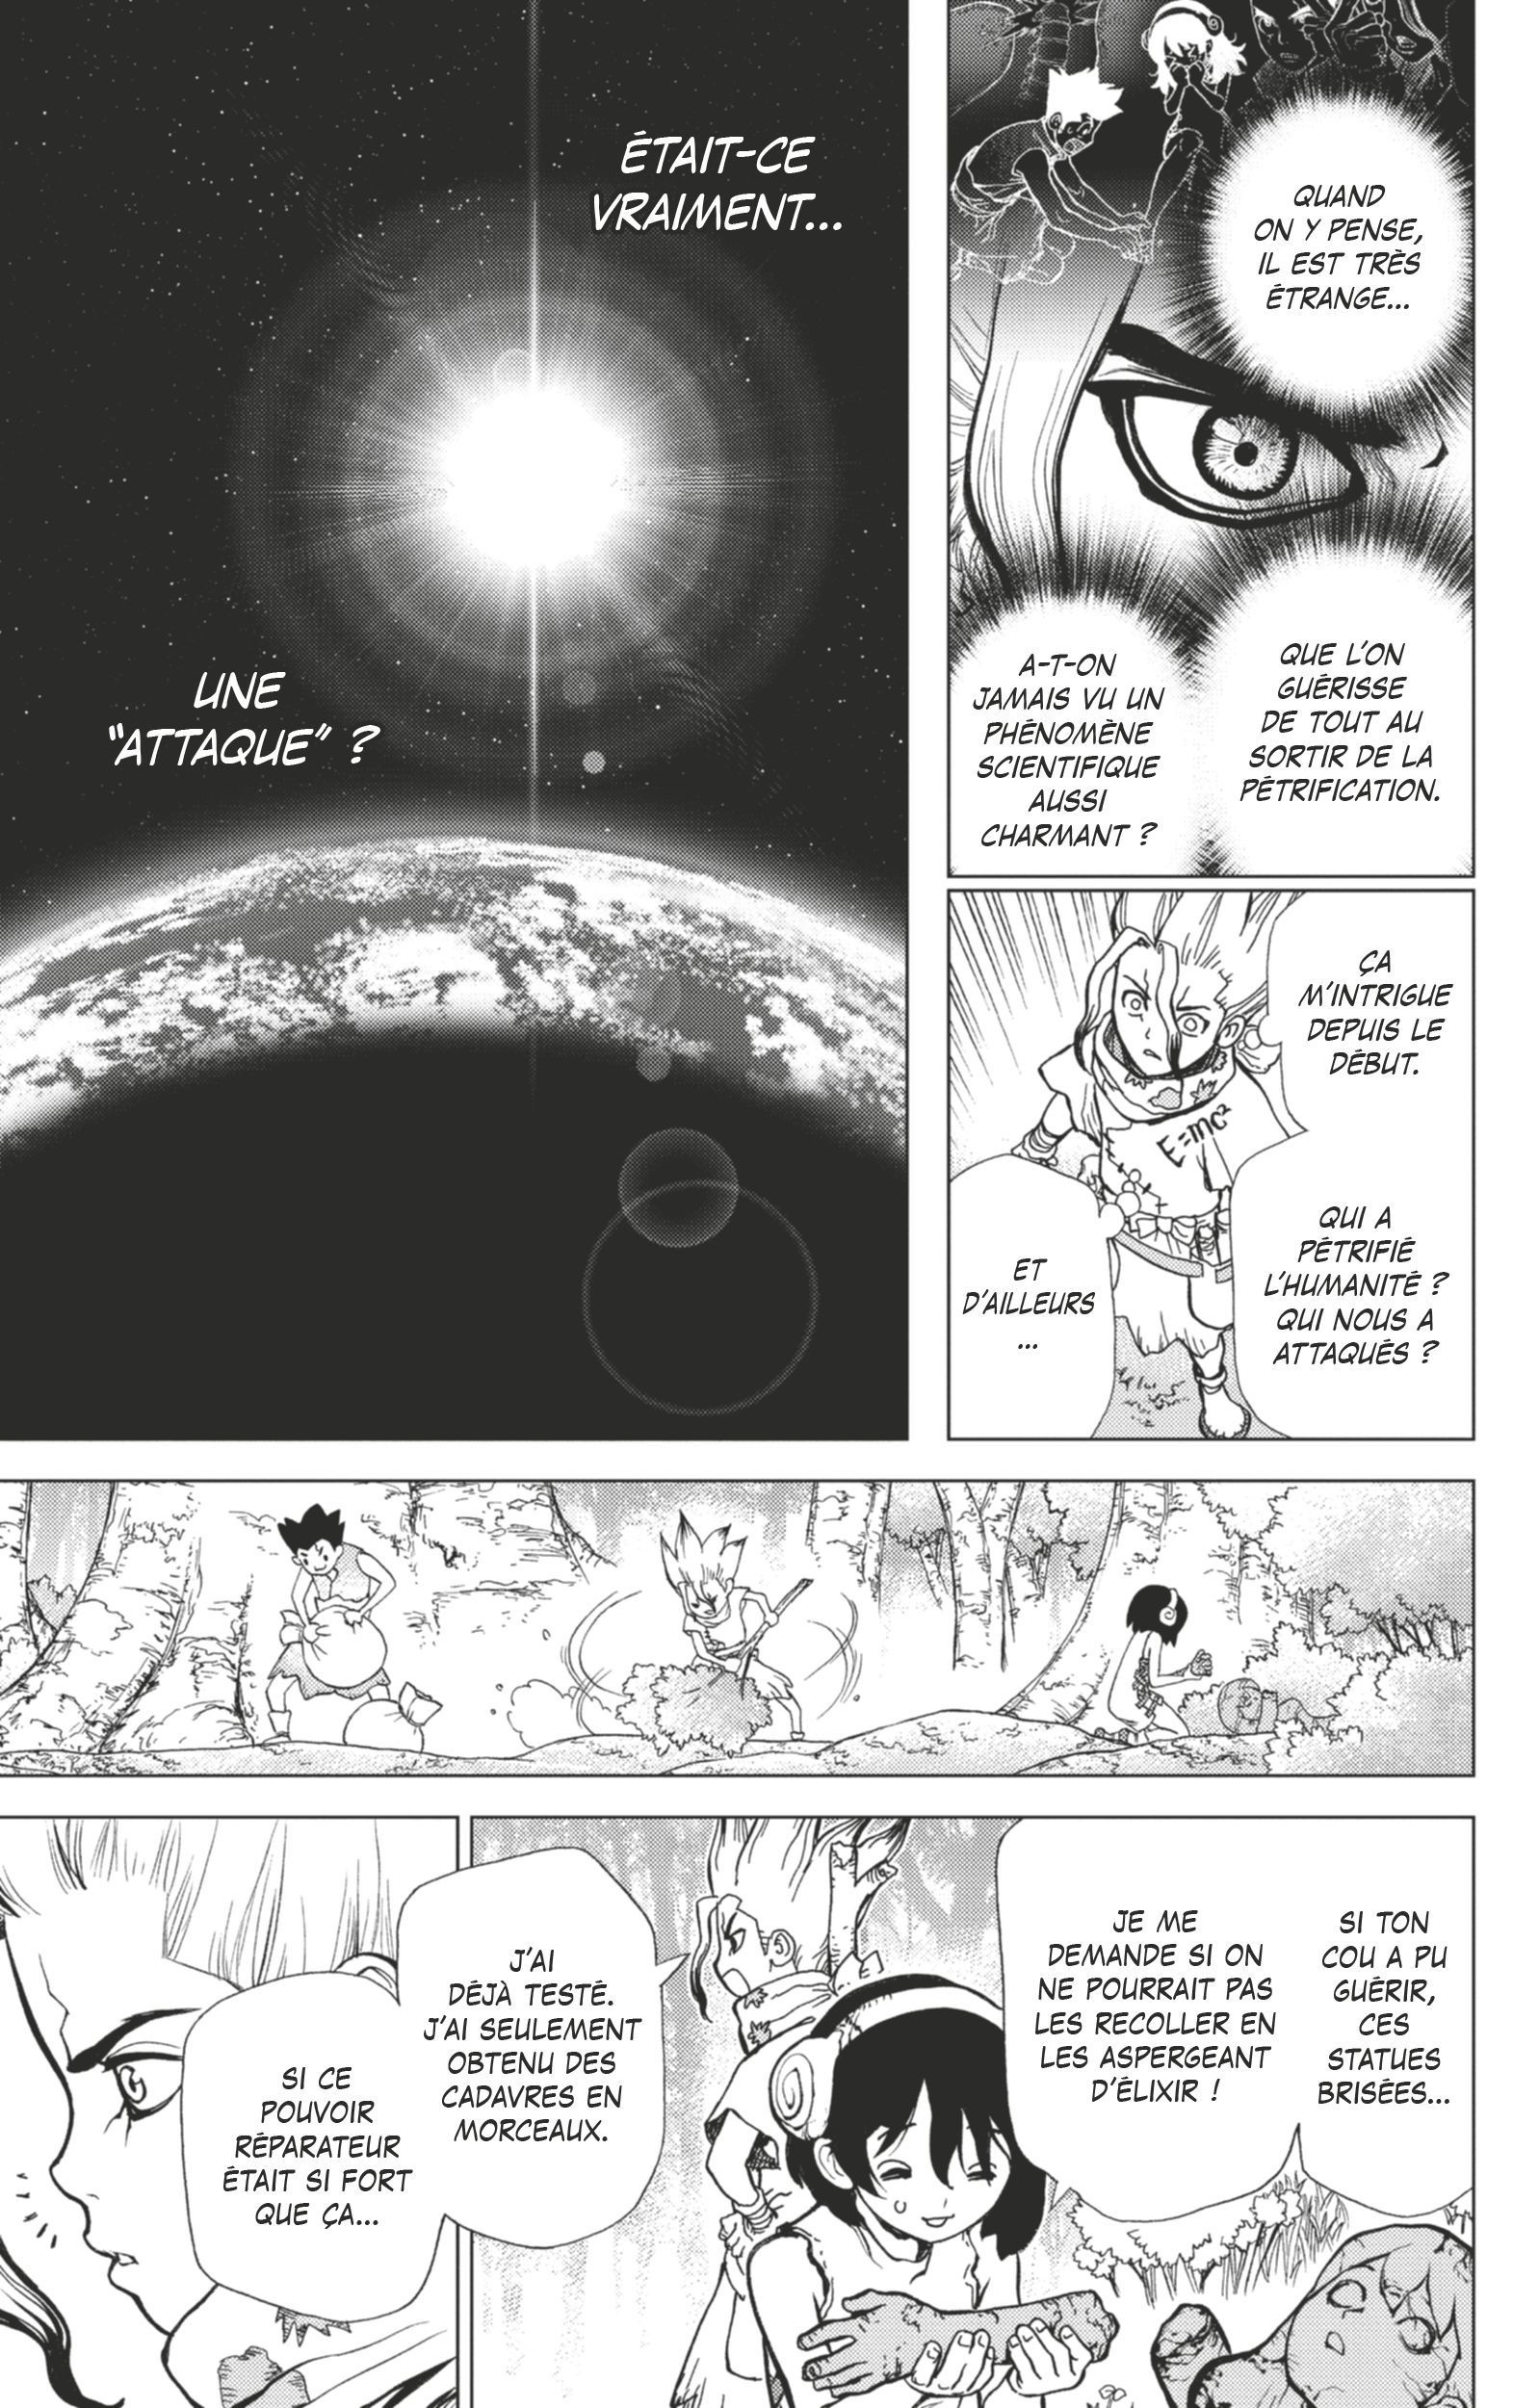 QUAND
ON Y PENSE,
IL EST TRÈS
ÉTRANGE...
QUE L'ON
GUÉRISSE
DE TOUT AU
SORTIR DE LA
PÉTRIFICATION.
A-T-ON
JAMAIS VU UN
PHÉNOMÈNE
SCIENTIFIQUE
AUSSI
CHARMANT ?
ÇA
M'INTRIGUE
DEPUIS LE
DÉBUT.
E=mc²
QUI A
PÉTRIFIÉ
L'HUMANITÉ ?
QUI NOUS A
ATTAQUÉS ?
ET
D'AILLEURS
...
ÉTAIT-CE
VRAIMENT...
UNE
"ATTAQUE" ?
SI TON
COU A PU
GUÉRIR,
CES
STATUES
BRISÉES...
JE ME
DEMANDE SI ON
NE POURRAIT PAS
LES RECOLLER EN
LES ASPERGEANT
D'ÉLIXIR !
J'AI
DÉJÀ TESTÉ.
J'AI SEULEMENT
OBTENU DES
CADAVRES EN
MORCEAUX.
SI CE
POUVOIR
RÉPARATEUR
ÉTAIT SI FORT
QUE ÇA...